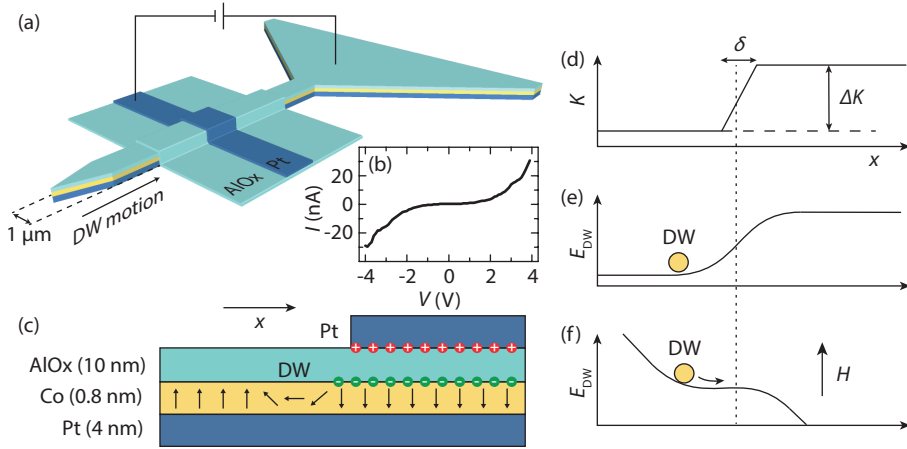 (a)
AlOx
Pt
1 μm
DW motion
(b)
I (nA)
20
0
-20
-4
-2
0
2
4
V (V)
(c)
x
Pt
AlOx (10 nm)
DW
Co (0.8 nm)
Pt (4 nm)
(d)
K
δ
ΔK
x
(e)
E_DW
DW
(f)
E_DW
DW
H